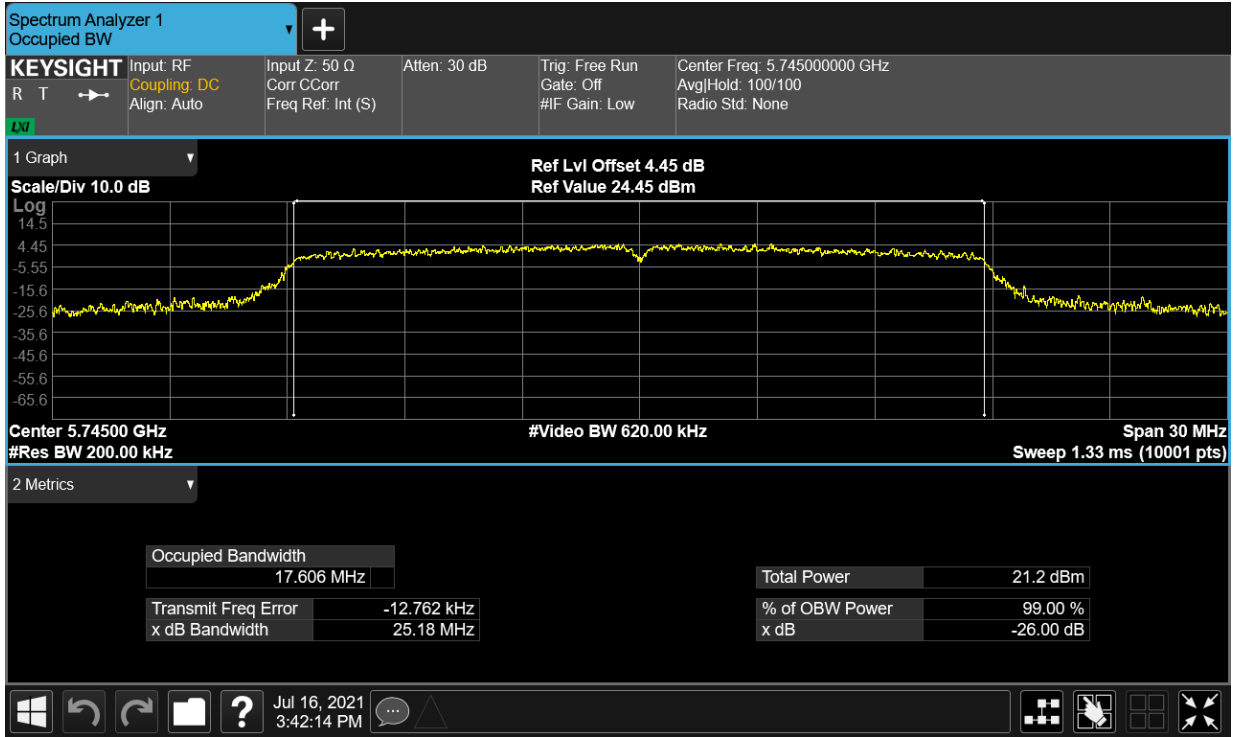 Spectrum Analyzer 1
Occupied BW
▼
+
KEYSIGHT
R T
LXI
Input: RF
Coupling: DC
Align: Auto
Input Z: 50 Ω
Corr CCorr
Freq Ref: Int (S)
Atten: 30 dB
Trig: Free Run
Gate: Off
#IF Gain: Low
Center Freq: 5.745000000 GHz
Avg|Hold: 100/100
Radio Std: None
1 Graph ▼
Scale/Div 10.0 dB
Ref Lvl Offset 4.45 dB
Ref Value 24.45 dBm
Log
14.5
4.45
-5.55
-15.6
-25.6
-35.6
-45.6
-55.6
-65.6
Center 5.74500 GHz
#Res BW 200.00 kHz
#Video BW 620.00 kHz
Span 30 MHz
Sweep 1.33 ms (10001 pts)
2 Metrics ▼
Occupied Bandwidth
17.606 MHz
Transmit Freq Error -12.762 kHz
x dB Bandwidth 25.18 MHz
Total Power 21.2 dBm
% of OBW Power 99.00 %
x dB -26.00 dB
?
Jul 16, 2021
3:42:14 PM